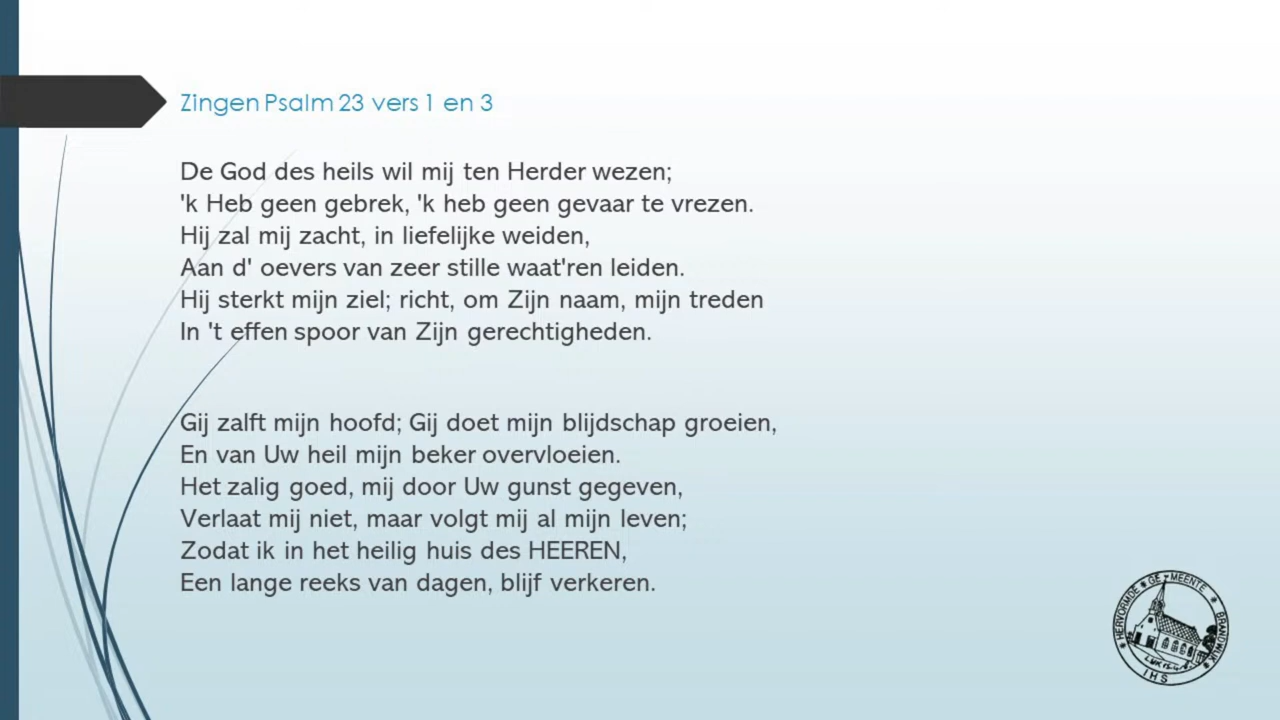 Zingen Psalm 23 vers 1 en 3
De God des heils wil mij ten Herder wezen;
'k Heb geen gebrek, 'k heb geen gevaar te vrezen.
Hij zal mij zacht, in liefelijke weiden,
Aan d' oevers van zeer stille waat'ren leiden.
Hij sterkt mijn ziel; richt, om Zijn naam, mijn treden
In 't effen spoor van Zijn gerechtigheden.
Gij zalft mijn hoofd; Gij doet mijn blijdschap groeien,
En van Uw heil mijn beker overvloeien.
Het zalig goed, mij door Uw gunst gegeven,
Verlaat mij niet, maar volgt mij al mijn leven;
Zodat ik in het heilig huis des HEEREN,
Een lange reeks van dagen, blijf verkeren.
HERVORMDE GEMEENTE BRANDWIJK
IHS